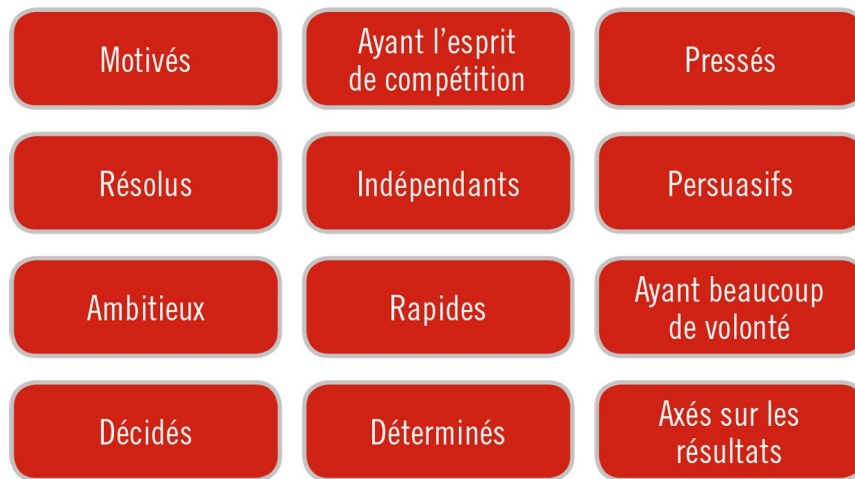 Motivés
Ayant l'esprit
de compétition
Pressés
Résolus
Indépendants
Persuasifs
Ambitieux
Rapides
Ayant beaucoup
de volonté
Décidés
Déterminés
Axés sur les
résultats